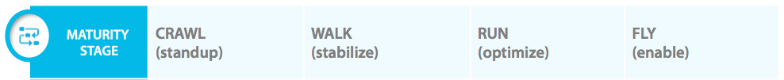 MATURITY
STAGE
CRAWL
(standup)
WALK
(stabilize)
RUN
(optimize)
FLY
(enable)